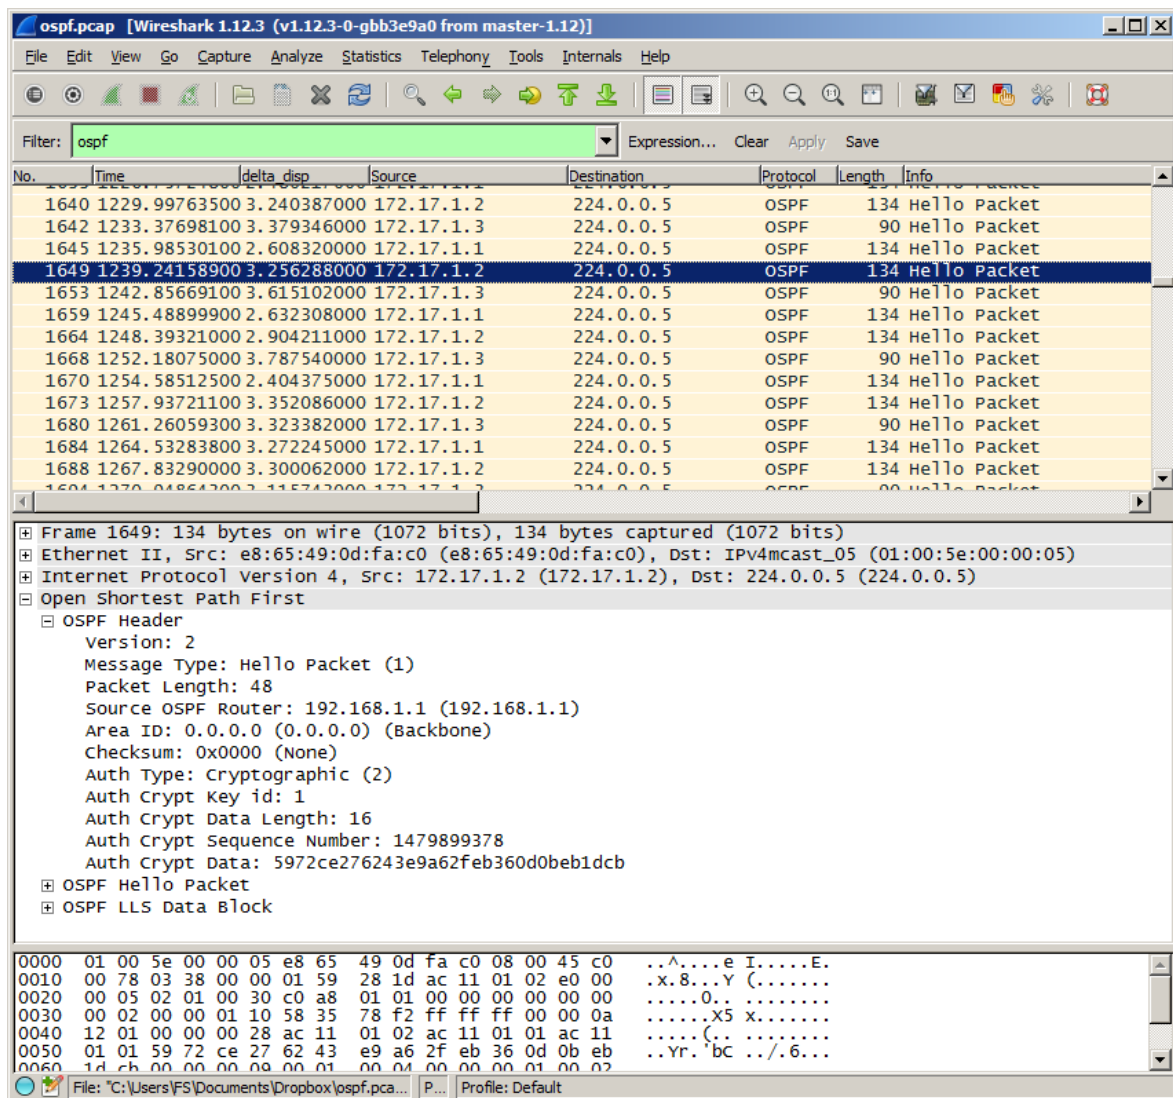 ospf.pcap [Wireshark 1.12.3 (v1.12.3-0-gbb3e9a0 from master-1.12)]
File Edit View Go Capture Analyze Statistics Telephony Tools Internals Help
Filter: ospf Expression... Clear Apply Save
No. Time delta_disp Source Destination Protocol Length Info
1640 1229.99763500 3.240387000 172.17.1.2 224.0.0.5 OSPF 134 Hello Packet
1642 1233.37698100 3.379346000 172.17.1.3 224.0.0.5 OSPF 90 Hello Packet
1645 1235.98530100 2.608320000 172.17.1.1 224.0.0.5 OSPF 134 Hello Packet
1649 1239.24158900 3.256288000 172.17.1.2 224.0.0.5 OSPF 134 Hello Packet
1653 1242.85669100 3.615102000 172.17.1.3 224.0.0.5 OSPF 90 Hello Packet
1659 1245.48899900 2.632308000 172.17.1.1 224.0.0.5 OSPF 134 Hello Packet
1664 1248.39321000 2.904211000 172.17.1.2 224.0.0.5 OSPF 134 Hello Packet
1668 1252.18075000 3.787540000 172.17.1.3 224.0.0.5 OSPF 90 Hello Packet
1670 1254.58512500 2.404375000 172.17.1.1 224.0.0.5 OSPF 134 Hello Packet
1673 1257.93721100 3.352086000 172.17.1.2 224.0.0.5 OSPF 134 Hello Packet
1680 1261.26059300 3.323382000 172.17.1.3 224.0.0.5 OSPF 90 Hello Packet
1684 1264.53283800 3.272245000 172.17.1.1 224.0.0.5 OSPF 134 Hello Packet
1688 1267.83290000 3.300062000 172.17.1.2 224.0.0.5 OSPF 134 Hello Packet
Frame 1649: 134 bytes on wire (1072 bits), 134 bytes captured (1072 bits)
Ethernet II, Src: e8:65:49:0d:fa:c0 (e8:65:49:0d:fa:c0), Dst: IPv4mcast_05 (01:00:5e:00:00:05)
Internet Protocol Version 4, Src: 172.17.1.2 (172.17.1.2), Dst: 224.0.0.5 (224.0.0.5)
Open Shortest Path First
OSPF Header
Version: 2
Message Type: Hello Packet (1)
Packet Length: 48
Source OSPF Router: 192.168.1.1 (192.168.1.1)
Area ID: 0.0.0.0 (0.0.0.0) (Backbone)
Checksum: 0x0000 (None)
Auth Type: Cryptographic (2)
Auth Crypt Key id: 1
Auth Crypt Data Length: 16
Auth Crypt Sequence Number: 1479899378
Auth Crypt Data: 5972ce276243e9a62feb360d0beb1dcb
OSPF Hello Packet
OSPF LLS Data Block
0000 01 00 5e 00 00 05 e8 65 49 0d fa c0 08 00 45 c0 ..^....e I.....E.
0010 00 78 03 38 00 00 01 59 28 1d ac 11 01 02 e0 00 .x.8...Y (.......
0020 00 05 02 01 00 30 c0 a8 01 01 00 00 00 00 00 00 .....0.. ........
0030 00 02 00 00 01 10 58 35 78 f2 ff ff ff 00 00 0a ......X5 x.......
0040 12 01 00 00 00 28 ac 11 01 02 ac 11 01 01 ac 11 .....(.. ........
0050 01 01 59 72 ce 27 62 43 e9 a6 2f eb 36 0d 0b eb ..Yr.'bC ../.6...
0060 1d cb 00 00 00 09 00 01 00 04 00 00 00 01 00 02
File: "C:\Users\FS\Documents\Dropbox\ospf.pca... P... Profile: Default